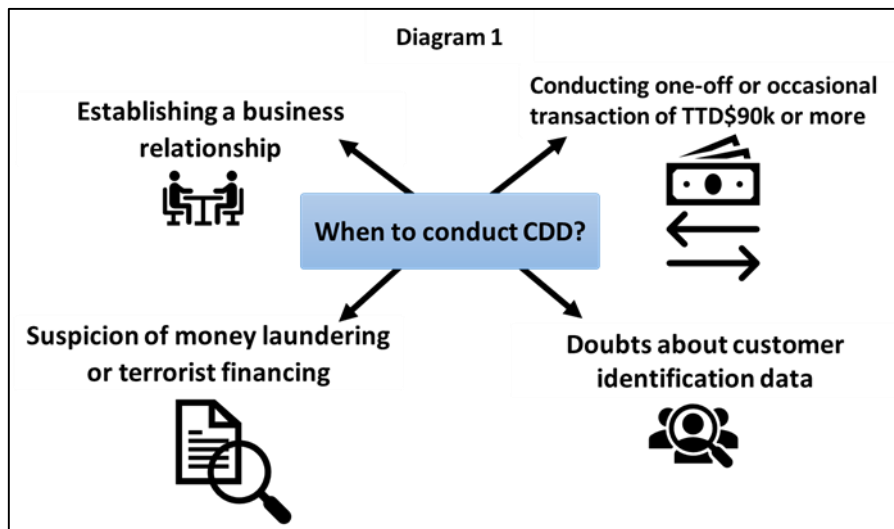 Diagram 1
Establishing a business
relationship
Conducting one-off or occasional
transaction of TTD$90k or more
When to conduct CDD?
Suspicion of money laundering
or terrorist financing
Doubts about customer
identification data